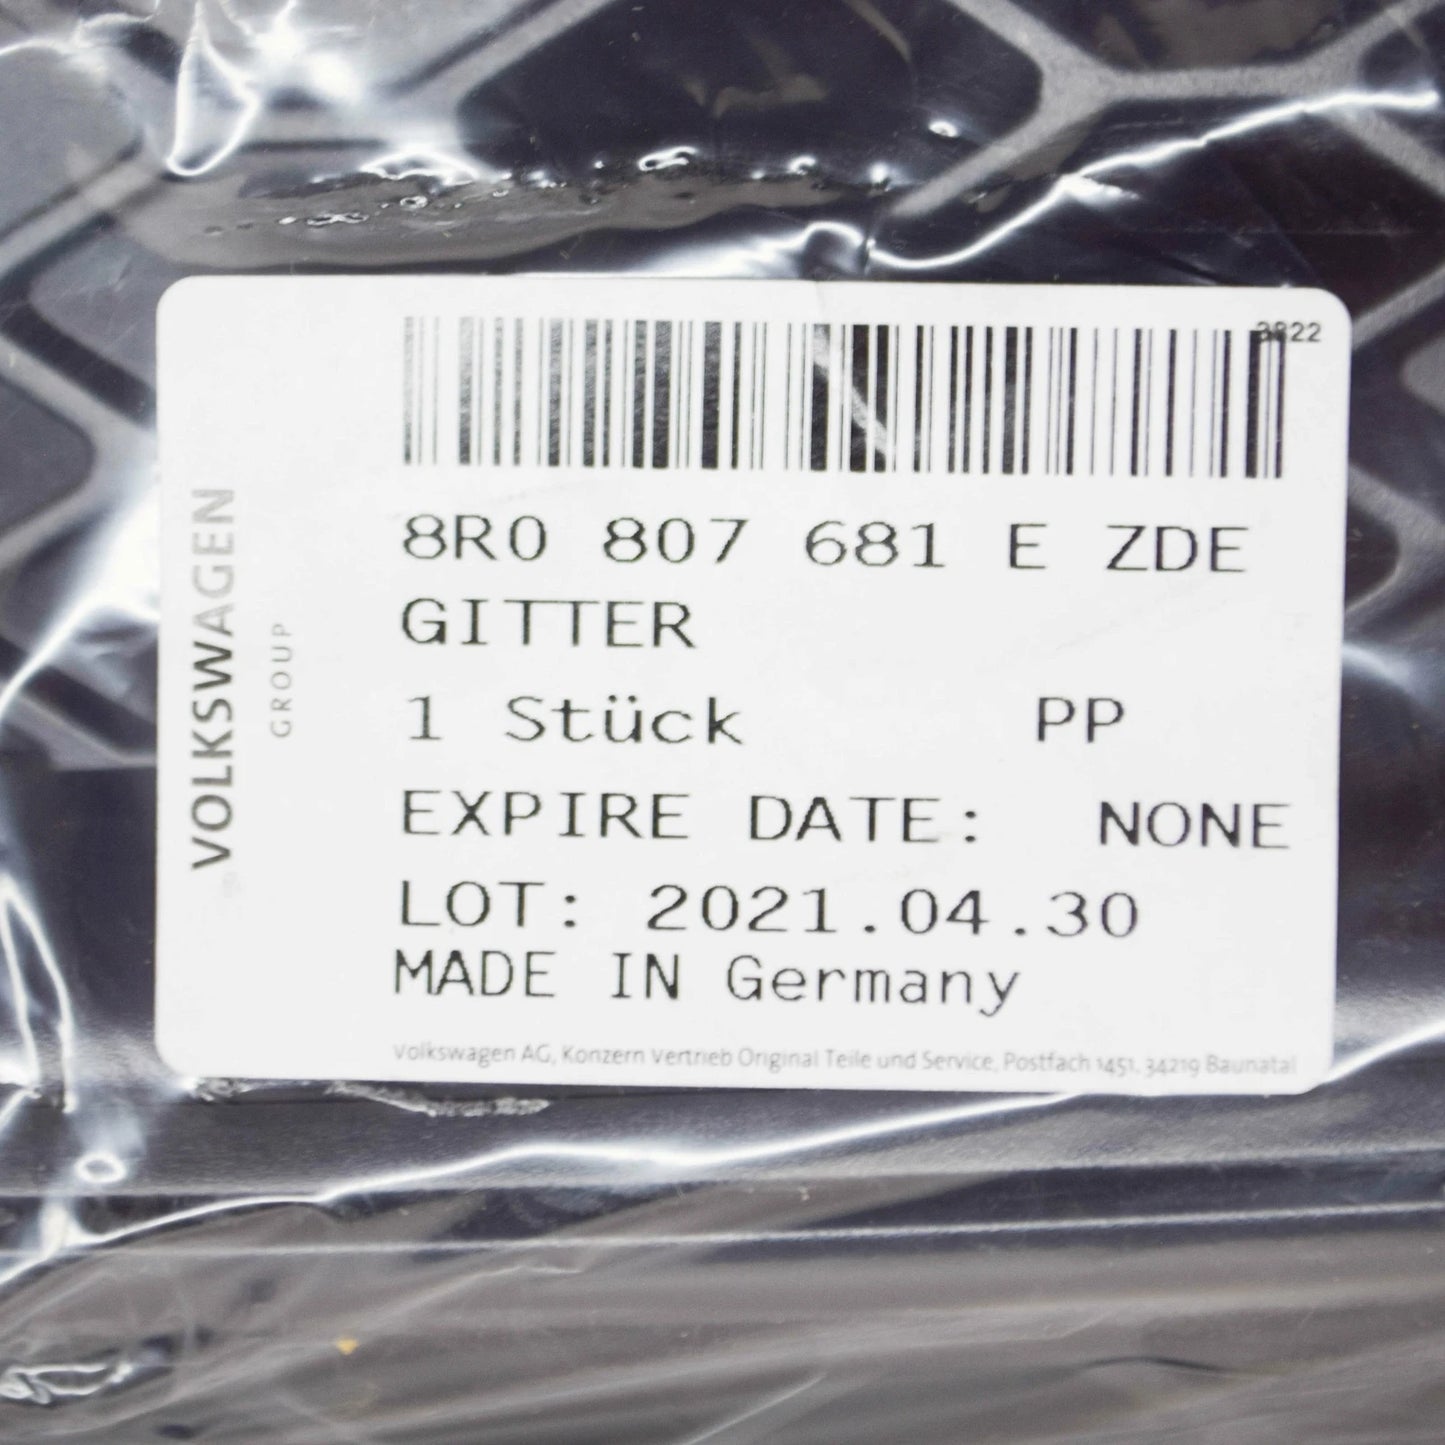 3822
8R0 807 681 E ZDE
GITTER
1 Stück PP
EXPIRE DATE: NONE
LOT: 2021.04.30
MADE IN Germany
Volkswagen AG, Konzern Vertrieb Original Teile und Service, Postfach 1451, 34219 Baunatal
VOLKSWAGEN
GROUP